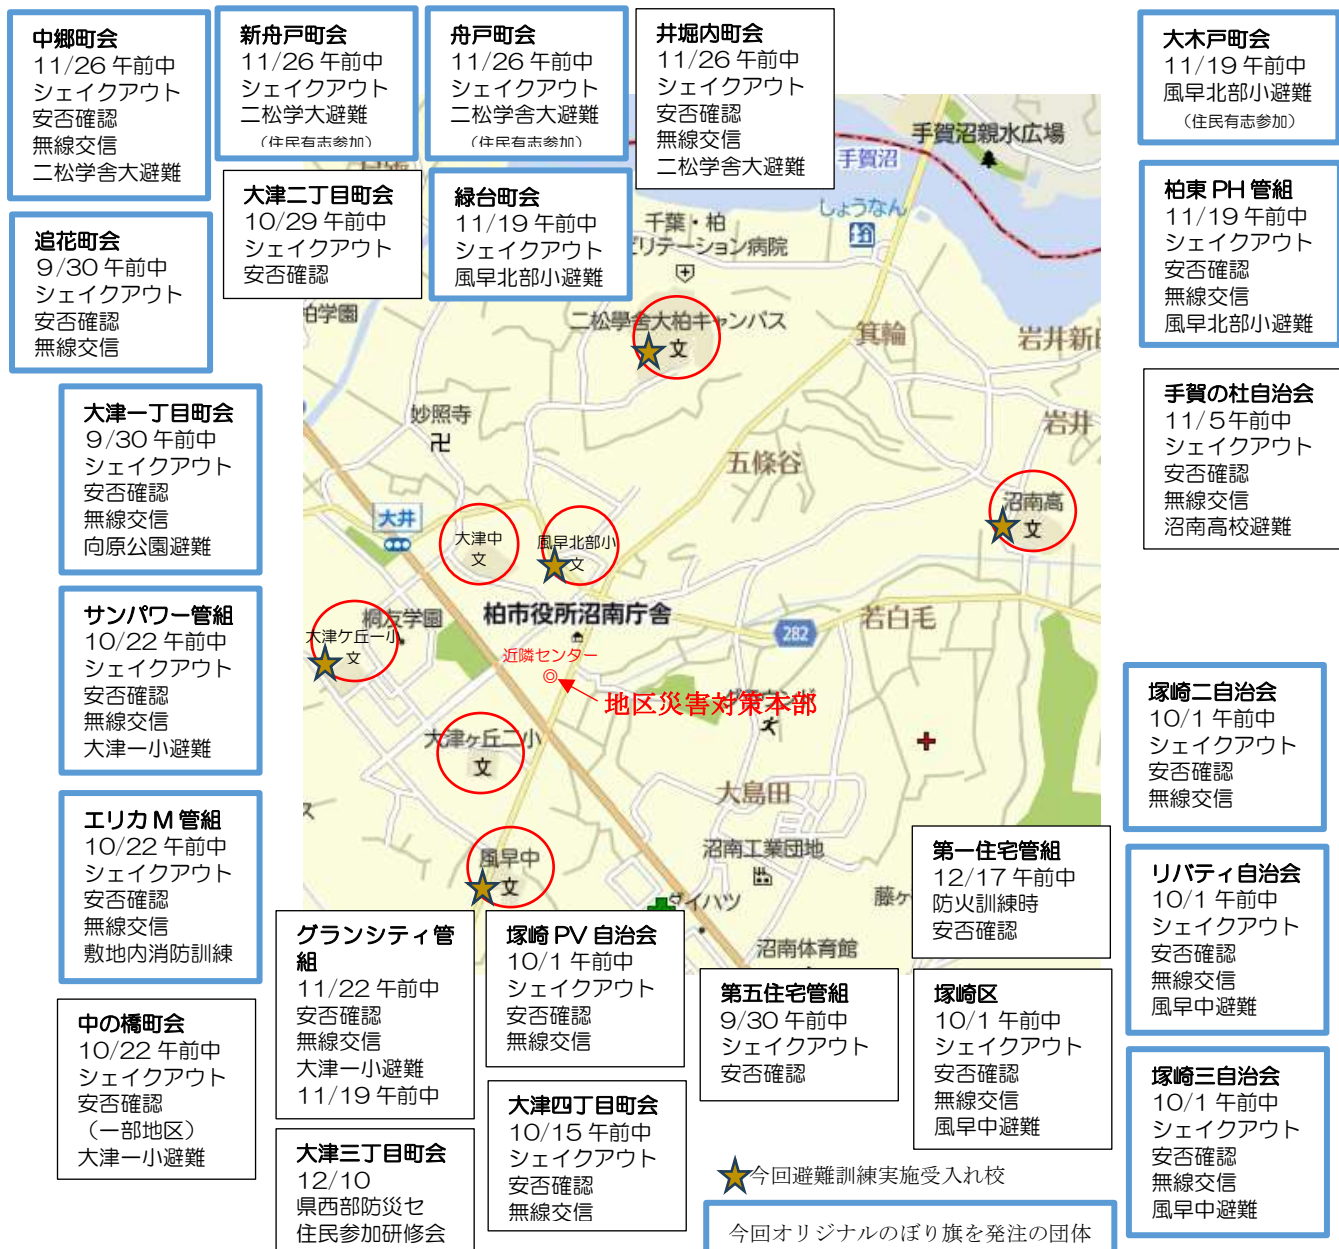 中郷町会
11/26 午前中
シェイクアウト
安否確認
無線交信
二松学舎大避難
新舟戸町会
11/26 午前中
シェイクアウト
二松学大避難
（住民有志参加）
舟戸町会
11/26 午前中
シェイクアウト
二松学舎大避難
（住民有志参加）
井堀内町会
11/26 午前中
シェイクアウト
安否確認
無線交信
二松学舎大避難
大木戸町会
11/19 午前中
風早北部小避難
（住民有志参加）
追花町会
9/30 午前中
シェイクアウト
安否確認
無線交信
大津二丁目町会
10/29 午前中
シェイクアウト
安否確認
緑台町会
11/19 午前中
シェイクアウト
風早北部小避難
柏東 PH 管組
11/19 午前中
シェイクアウト
安否確認
無線交信
風早北部小避難
手賀沼親水広場
手賀沼
しょうなん
千葉・柏
ビリテーション病院
柏学園
二松學舎大柏キャンパス
文
箕輪
岩井新田
大津一丁目町会
9/30 午前中
シェイクアウト
安否確認
無線交信
向原公園避難
手賀の杜自治会
11/5 午前中
シェイクアウト
安否確認
無線交信
沼南高校避難
妙照寺
卍
岩井
五條谷
沼南高
文
大井
大津中
文
風早北部小
文
サンパワー管組
10/22 午前中
シェイクアウト
安否確認
無線交信
大津一小避難
桐友学園
大津ケ丘一小
文
柏市役所沼南庁舎
若白毛
282
近隣センター
◎
地区災害対策本部
大津ヶ丘二小
文
大島田
塚崎二自治会
10/1 午前中
シェイクアウト
安否確認
無線交信
エリカ M 管組
10/22 午前中
シェイクアウト
安否確認
無線交信
敷地内消防訓練
風早中
文
沼南工業団地
ダイハツ
藤ヶ
沼南体育館
第一住宅管組
12/17 午前中
防火訓練時
安否確認
リバティ自治会
10/1 午前中
シェイクアウト
安否確認
無線交信
風早中避難
グランシティ管
組
11/22 午前中
安否確認
無線交信
大津一小避難
11/19 午前中
塚崎 PV 自治会
10/1 午前中
シェイクアウト
安否確認
無線交信
第五住宅管組
9/30 午前中
シェイクアウト
安否確認
塚崎区
10/1 午前中
シェイクアウト
安否確認
無線交信
風早中避難
中の橋町会
10/22 午前中
シェイクアウト
安否確認
（一部地区）
大津一小避難
塚崎三自治会
10/1 午前中
シェイクアウト
安否確認
無線交信
風早中避難
大津三丁目町会
12/10
県西部防災セ
住民参加研修会
大津四丁目町会
10/15 午前中
シェイクアウト
安否確認
無線交信
今回避難訓練実施受入れ校
今回オリジナルのぼり旗を発注の団体